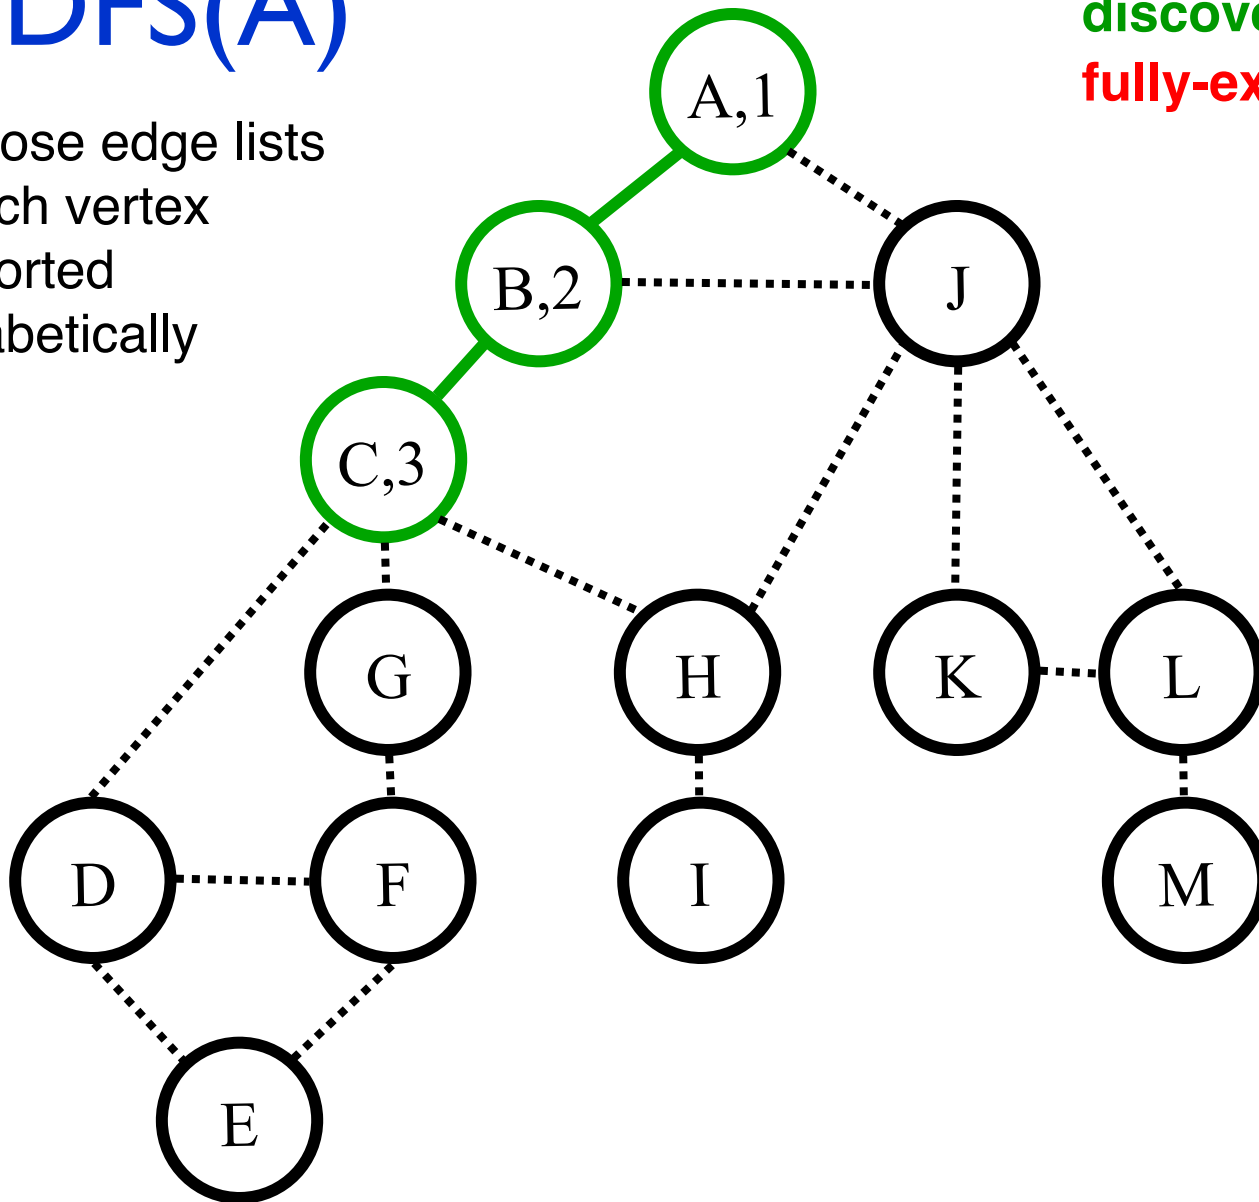 DFS(A)
discove
fully-ex
ose edge lists
ch vertex
orted
abetically
A,1
B,2
J
C,3
G
H
K
L
D
F
I
M
E